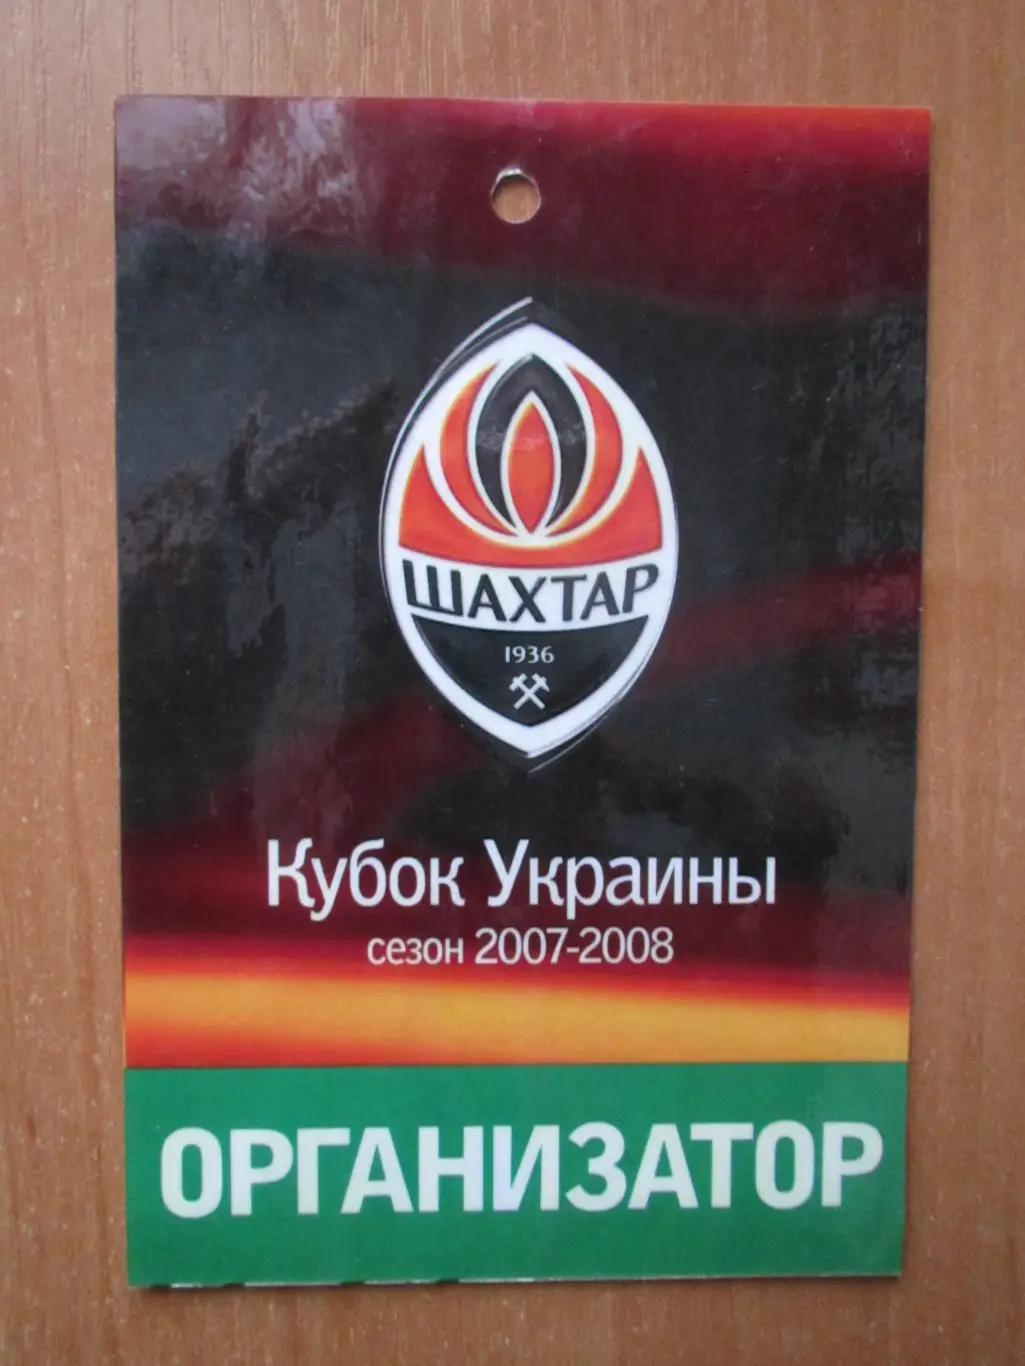 ШАХТАР
1936
Кубок Украины
сезон 2007-2008
ОРГАНИЗАТОР